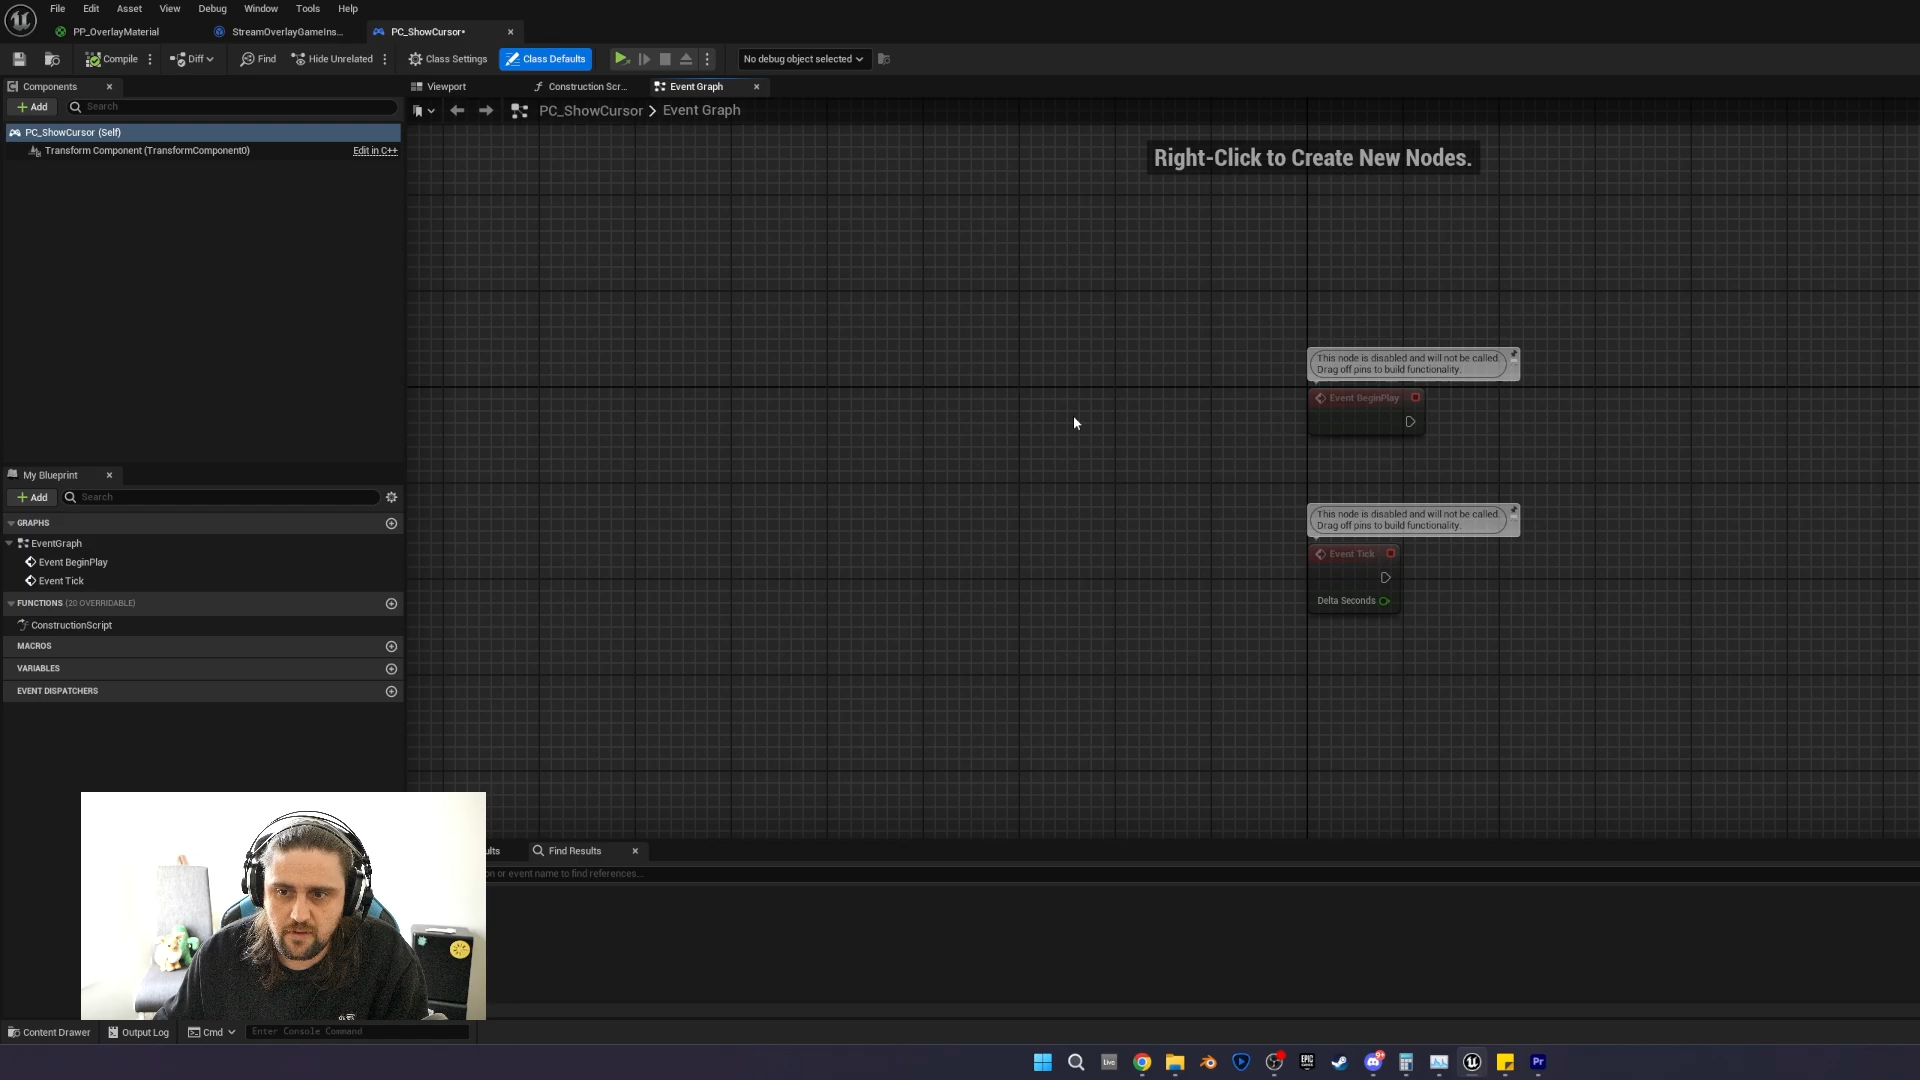 File Edit Asset View Debug Window Tools Help
PP_OverlayMaterial StreamOverlayGameIns... PC_ShowCursor•
Compile Diff Find Hide Unrelated Class Settings Class Defaults No debug object selected
Components Viewport Construction Scr... Event Graph
+ Add Search PC_ShowCursor > Event Graph
PC_ShowCursor (Self)
Transform Component (TransformComponent0) Edit in C++
Right-Click to Create New Nodes.
This node is disabled and will not be called.
Drag off pins to build functionality.
Event BeginPlay
This node is disabled and will not be called.
Drag off pins to build functionality.
Event Tick
Delta Seconds
My Blueprint
+ Add Search
GRAPHS
EventGraph
Event BeginPlay
Event Tick
FUNCTIONS (20 OVERRIDABLE)
ConstructionScript
MACROS
VARIABLES
EVENT DISPATCHERS
ults Find Results
on or event name to find references...
Content Drawer Output Log Cmd Enter Console Command
Live EPIC 9+ Pr